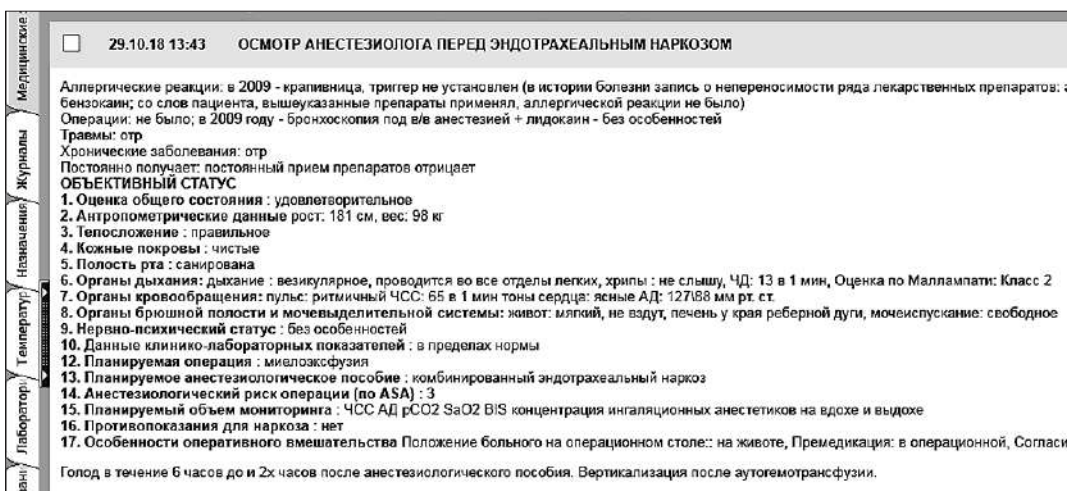 Медицинские
Журналы
Назначения
Температур
Лаборатори
29.10.18 13:43 ОСМОТР АНЕСТЕЗИОЛОГА ПЕРЕД ЭНДОТРАХЕАЛЬНЫМ НАРКОЗОМ
Аллергические реакции: в 2009 - крапивница, триггер не установлен (в истории болезни запись о непереносимости ряда лекарственных препаратов:
бензокаин; со слов пациента, вышеуказанные препараты применял, аллергической реакции не было)
Операции: не было; в 2009 году - бронхоскопия под в/в анестезией + лидокаин - без особенностей
Травмы: отр
Хронические заболевания: отр
Постоянно получает: постоянный прием препаратов отрицает
ОБЪЕКТИВНЫЙ СТАТУС
1. Оценка общего состояния : удовлетворительное
2. Антропометрические данные рост: 181 см, вес: 98 кг
3. Телосложение : правильное
4. Кожные покровы : чистые
5. Полость рта : санирована
6. Органы дыхания: дыхание : везикулярное, проводится во все отделы легких, хрипы : не слышу, ЧД: 13 в 1 мин, Оценка по Маллампати: Класс 2
7. Органы кровообращения: пульс: ритмичный ЧСС: 65 в 1 мин тоны сердца: ясные АД: 127\88 мм рт. ст.
8. Органы брюшной полости и мочевыделительной системы: живот: мягкий, не вздут, печень у края реберной дуги, мочеиспускание: свободное
9. Нервно-психический статус : без особенностей
10. Данные клинико-лабораторных показателей : в пределах нормы
12. Планируемая операция : миелоэксфузия
13. Планируемое анестезиологическое пособие : комбинированный эндотрахеальный наркоз
14. Анестезиологический риск операции (по ASA) : 3
15. Планируемый объем мониторинга : ЧСС АД pCO2 SaO2 BIS концентрация ингаляционных анестетиков на вдохе и выдохе
16. Противопоказания для наркоза : нет
17. Особенности оперативного вмешательства Положение больного на операционном столе:: на животе, Премедикация: в операционной, Согласи
Голод в течение 6 часов до и 2х часов после анестезиологического пособия. Вертикализация после аутогемотрансфузии.